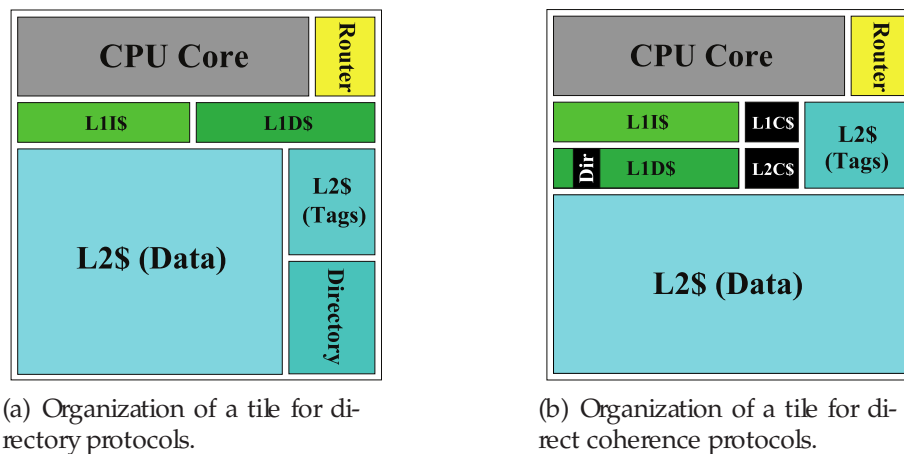 CPU Core
Router
L1I$
L1D$
L2$
(Tags)
L2$ (Data)
Directory
(a) Organization of a tile for di-
rectory protocols.
CPU Core
Router
L1I$
L1C$
L2$
(Tags)
Dir
L1D$
L2C$
L2$ (Data)
(b) Organization of a tile for di-
rect coherence protocols.